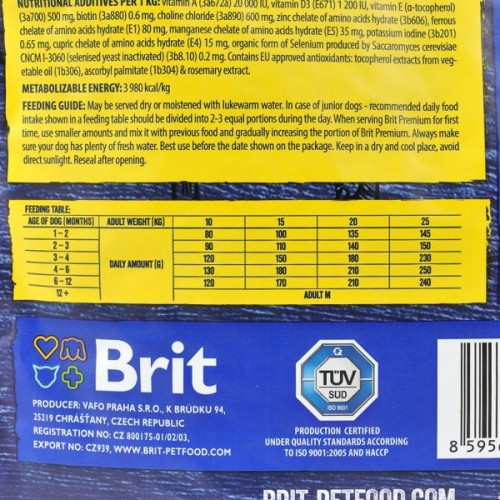 NUTRITIONAL ADDITIVES PER 1 KG: vitamin A (3a672a) 20 000 IU, vitamin D3 (E671) 1 200 IU, vitamin E (α-tocopherol)
(3a700) 500 mg, biotin (3a880) 0.6 mg, choline chloride (3a890) 600 mg, zinc chelate of amino acids hydrate (3b606), ferrous
chelate of amino acids hydrate (E1) 80 mg, manganese chelate of amino acids hydrate (E5) 35 mg, potassium iodine (3b201)
0.65 mg, cupric chelate of amino acids hydrate (E4) 15 mg, organic form of Selenium produced by Saccaromyces cerevisiae
CNCM I-3060 (selenised yeast inactivated) (3b8.10) 0.2 mg. Contains EU approved antioxidants: tocopherol extracts from veg-
etable oil (1b306), ascorbyl palmitate (1b304) & rosemary extract.
METABOLIZABLE ENERGY: 3 980 kcal/kg
FEEDING GUIDE: May be served dry or moistened with lukewarm water. In case of junior dogs - recommended daily food
intake shown in a feeding table should be divided into 2-3 equal portions during the day. When serving Brit Premium for first
time, use smaller amounts and mix it with previous food and gradually increasing the portion of Brit Premium. Always make
sure your dog has plenty of fresh water. Best use before the date shown on the package. Keep in a dry and cool place, avoid
direct sunlight. Reseal after opening.
FEEDING TABLE:
AGE OF DOG (MONTHS) ADULT WEIGHT (KG) 10 15 20 25
1 - 2 80 100 135 145
2 - 3 90 110 140 150
3 - 4 120 150 180 230
DAILY AMOUNT (G)
4 - 6 130 180 210 250
6 - 12 120 170 210 240
12 + ADULT M
Brit
PRODUCER: VAFO PRAHA S.R.O., K BRŮDKU 94,
25219 CHRÁŠŤANY, CZECH REPUBLIC
REGISTRATION NO: CZ 800175-01/02/03,
EXPORT NO: CZ939, WWW.BRIT-PETFOOD.COM
Q
TÜV
SÜD
ISO 9001
PRODUCTION CERTIFIED
UNDER QUALITY STANDARDS ACCORDING
TO ISO 9001:2005 AND HACCP
8 595
BRIT-PETFOOD.COM